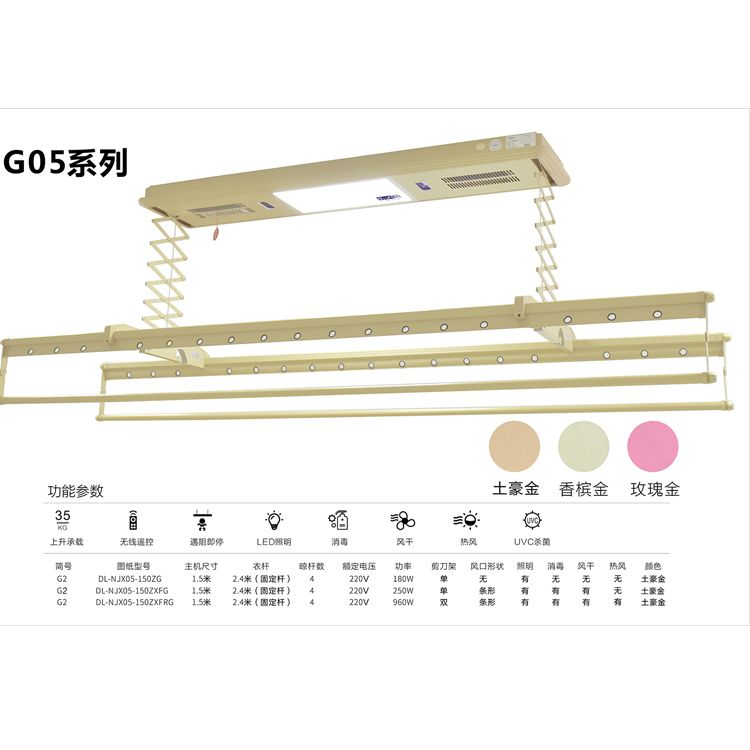 G05系列
土豪金 香槟金 玫瑰金
功能参数
35
KG
UVC
上升承载 无线遥控 遇阻即停 LED照明 消毒 风干 热风 UVC杀菌
简号 图纸型号 主机尺寸 衣杆 晾杆数 额定电压 功率 剪刀架 风口形状 照明 消毒 风干 热风 颜色
G2 DL-NJX05-150ZG 1.5米 2.4米（固定杆） 4 220V 180W 单 无 有 无 无 无 土豪金
G2 DL-NJX05-150ZXFG 1.5米 2.4米（固定杆） 4 220V 250W 单 条形 有 有 有 无 土豪金
G2 DL-NJX05-150ZXFRG 1.5米 2.4米（固定杆） 4 220V 960W 双 条形 有 有 有 有 土豪金